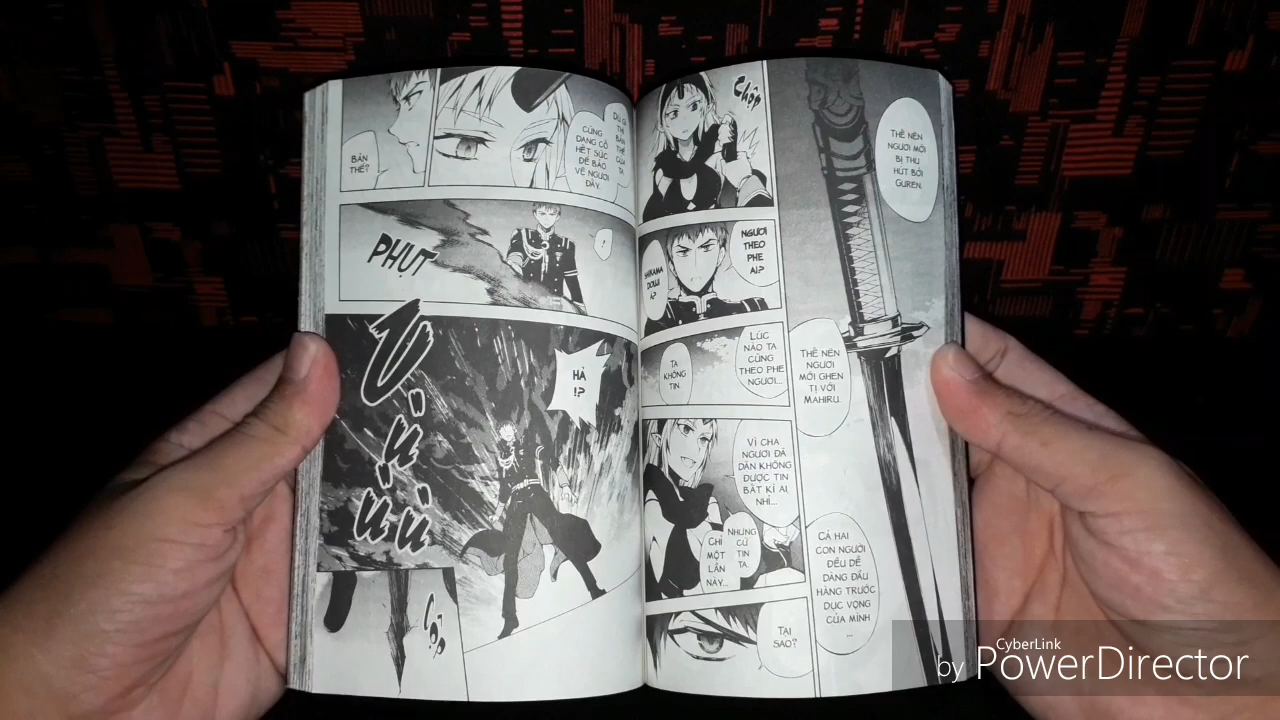 THẾ NÊN
NGƯƠI MỚI
BỊ THU
HÚT BỞI
GUREN.
THẾ NÊN
NGƯƠI
MỚI GHEN
TỊ VỚI
MAHIRU.
CẢ HAI
CON NGƯỜI
ĐỀU DỄ
DÀNG ĐẦU
HÀNG TRƯỚC
DỤC VỌNG
CỦA MÌNH
...
Chộp
NGƯƠI
THEO
PHE
AI?
SHIKAMA
DOUJI
À?
LÚC
NÀO TA
CŨNG
THEO PHE
NGƯƠI...
TA
KHÔNG
TIN.
VÌ CHA
NGƯƠI ĐÃ
DẶN KHÔNG
ĐƯỢC TIN
BẤT KÌ AI,
NHỈ...
NHƯNG
CỨ
TIN
TA.
CHỈ
MỘT
LẦN
NÀY...
TẠI
SAO?
DÙ GÌ
THÌ
BẢN
THỂ
CỦA
TA
CŨNG
ĐANG CỐ
HẾT SỨC
ĐỂ BẢO
VỆ NGƯƠI
ĐẤY.
BẢN
THỂ?
!
PHỤT
HẢ
!?
Cộp
CyberLink
by PowerDirector